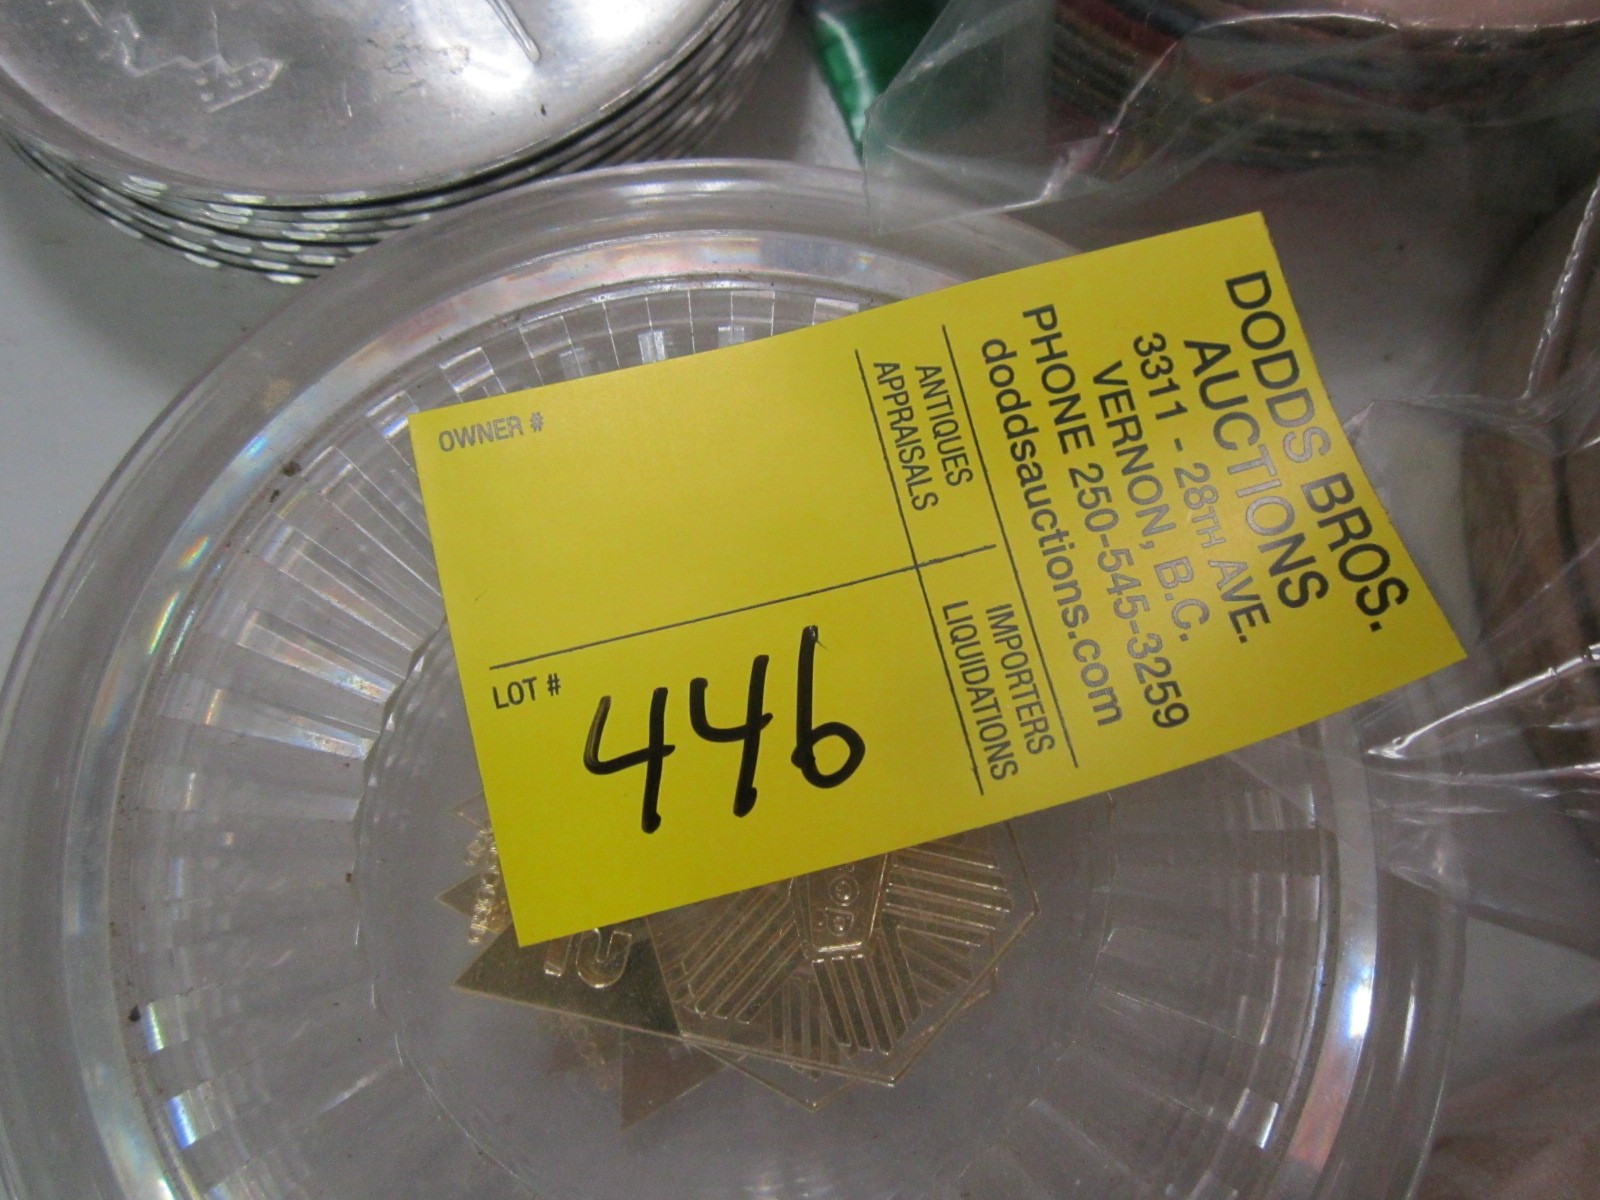 DODDS BROS.
AUCTIONS
3311 - 28TH AVE.
VERNON, B.C.
PHONE 250-545-3259
doddsauctions.com
ANTIQUES
APPRAISALS
IMPORTERS
LIQUIDATIONS
OWNER #
LOT #
446